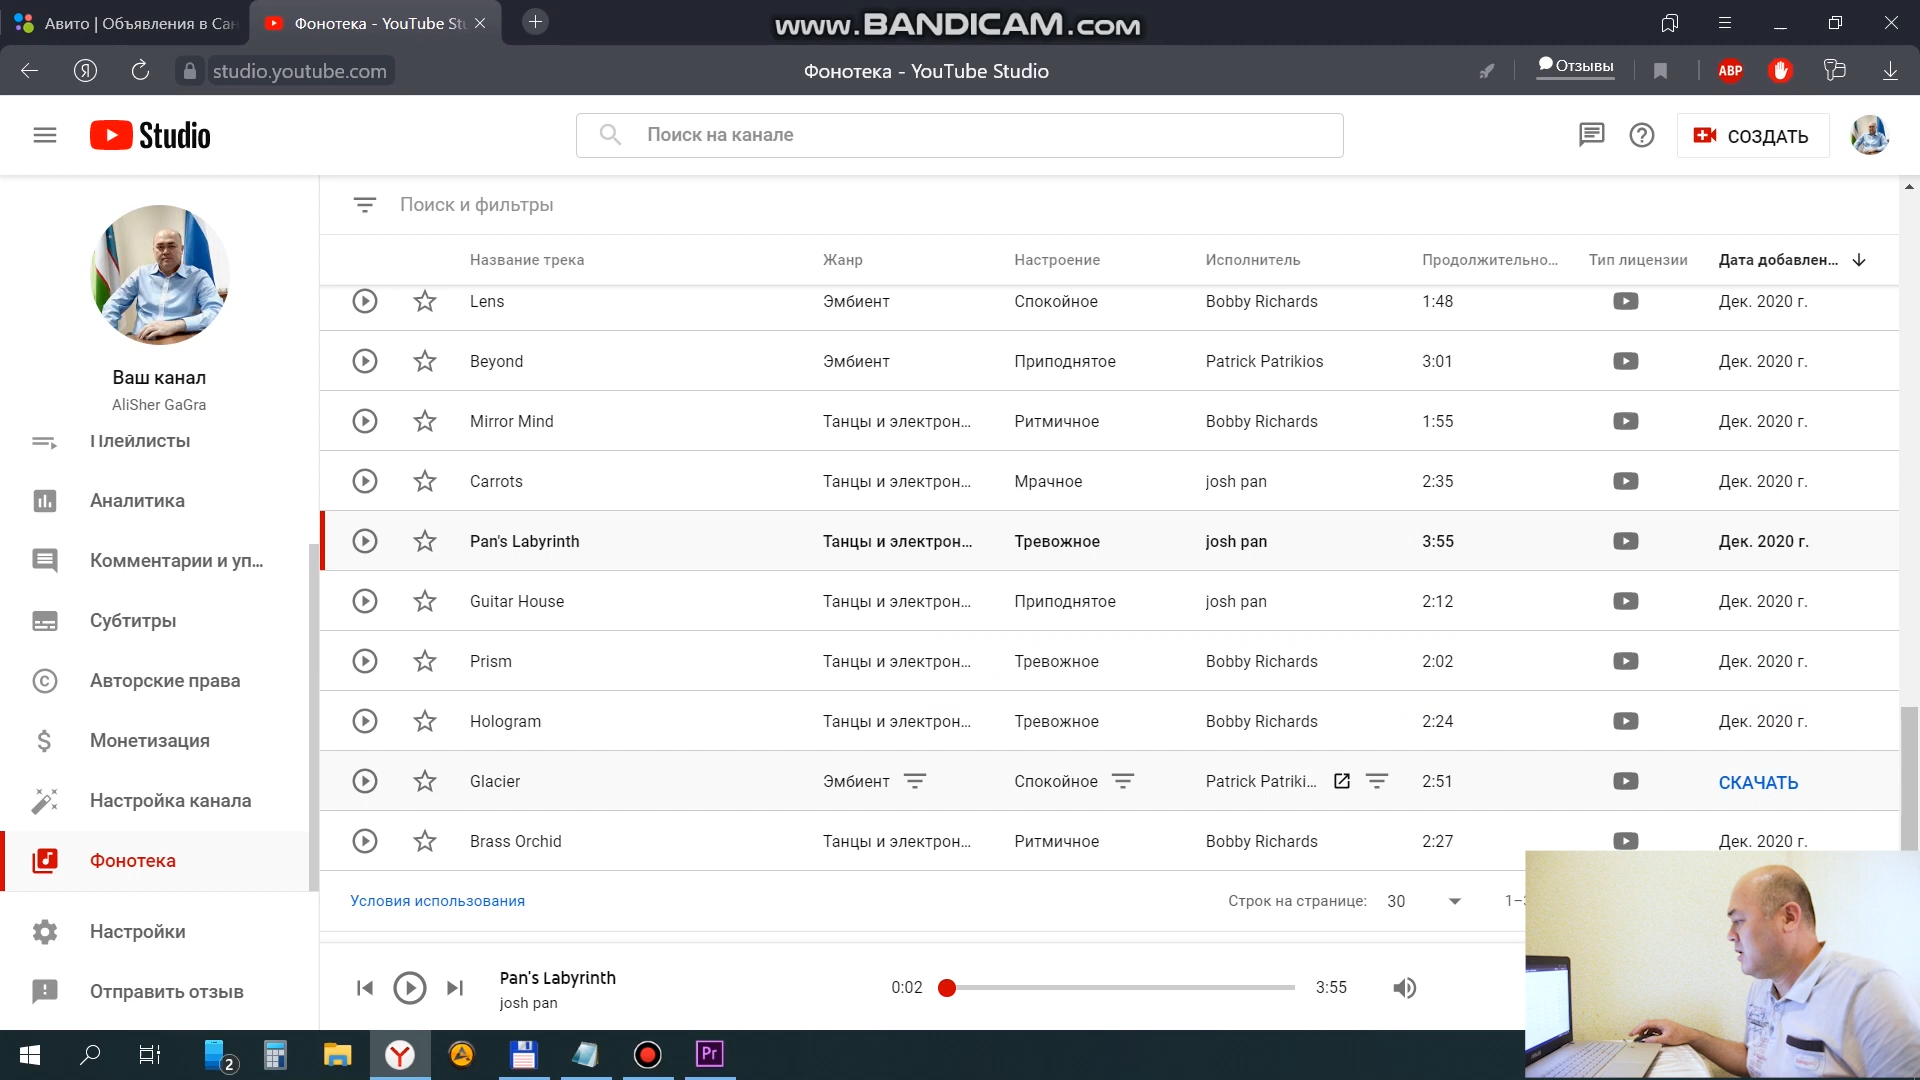 Авито | Объявления в Сан
Фонотека - YouTube Stu
www.BANDICAM.com
studio.youtube.com
Фонотека - YouTube Studio
Отзывы
ABP
Studio
Поиск на канале
СОЗДАТЬ
Ваш канал
AliSher GaGra
Плейлисты
Аналитика
Комментарии и уп...
Субтитры
Авторские права
Монетизация
Настройка канала
Фонотека
Настройки
Отправить отзыв
Поиск и фильтры
Название трека Жанр Настроение Исполнитель Продолжительно... Тип лицензии Дата добавлен...
Lens Эмбиент Спокойное Bobby Richards 1:48 Дек. 2020 г.
Beyond Эмбиент Приподнятое Patrick Patrikios 3:01 Дек. 2020 г.
Mirror Mind Танцы и электрон... Ритмичное Bobby Richards 1:55 Дек. 2020 г.
Carrots Танцы и электрон... Мрачное josh pan 2:35 Дек. 2020 г.
Pan's Labyrinth Танцы и электрон... Тревожное josh pan 3:55 Дек. 2020 г.
Guitar House Танцы и электрон... Приподнятое josh pan 2:12 Дек. 2020 г.
Prism Танцы и электрон... Тревожное Bobby Richards 2:02 Дек. 2020 г.
Hologram Танцы и электрон... Тревожное Bobby Richards 2:24 Дек. 2020 г.
Glacier Эмбиент Спокойное Patrick Patriki... 2:51 СКАЧАТЬ
Brass Orchid Танцы и электрон... Ритмичное Bobby Richards 2:27 Дек. 2020 г.
Условия использования Строк на странице: 30
Pan's Labyrinth
josh pan
0:02 3:55
2
Pr